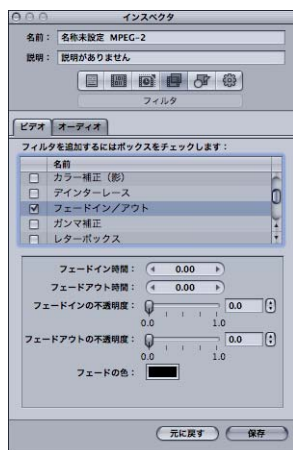 インスペクタ
名前： 名称未設定 MPEG-2
説明： 説明がありません
フィルタ
ビデオ オーディオ
フィルタを追加するにはボックスをチェックします：
名前
カラー補正（影）
デインターレース
フェードイン／アウト
ガンマ補正
レターボックス
フェードイン時間： 0.00
フェードアウト時間： 0.00
フェードインの不透明度： 0.0
0.0 1.0
フェードアウトの不透明度： 0.0
0.0 1.0
フェードの色：
元に戻す 保存